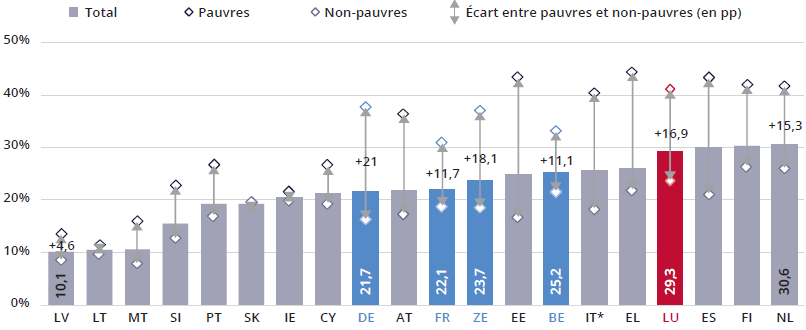 Total Pauvres Non-pauvres Écart entre pauvres et non-pauvres (en pp)
50%
40%
30%
20%
10%
0%
+4,6 +21 +11,7 +18,1 +11,1 +16,9 +15,3
10,1 21,7 22,1 23,7 25,2 29,3 30,6
LV LT MT SI PT SK IE CY DE AT FR ZE EE BE IT* EL LU ES FI NL